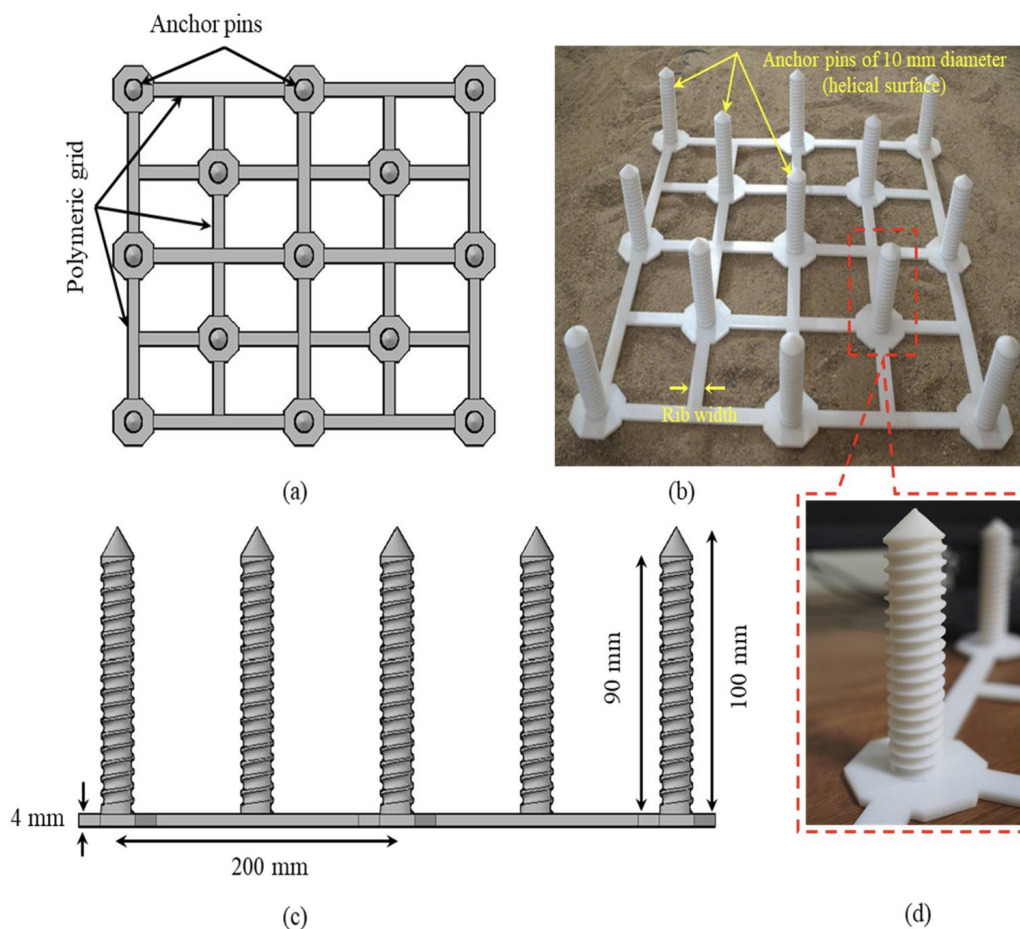 Anchor pins
Polymeric grid
(a)
Anchor pins of 10 mm diameter
(helical surface)
Rib width
(b)
90 mm
100 mm
4 mm
200 mm
(c)
(d)